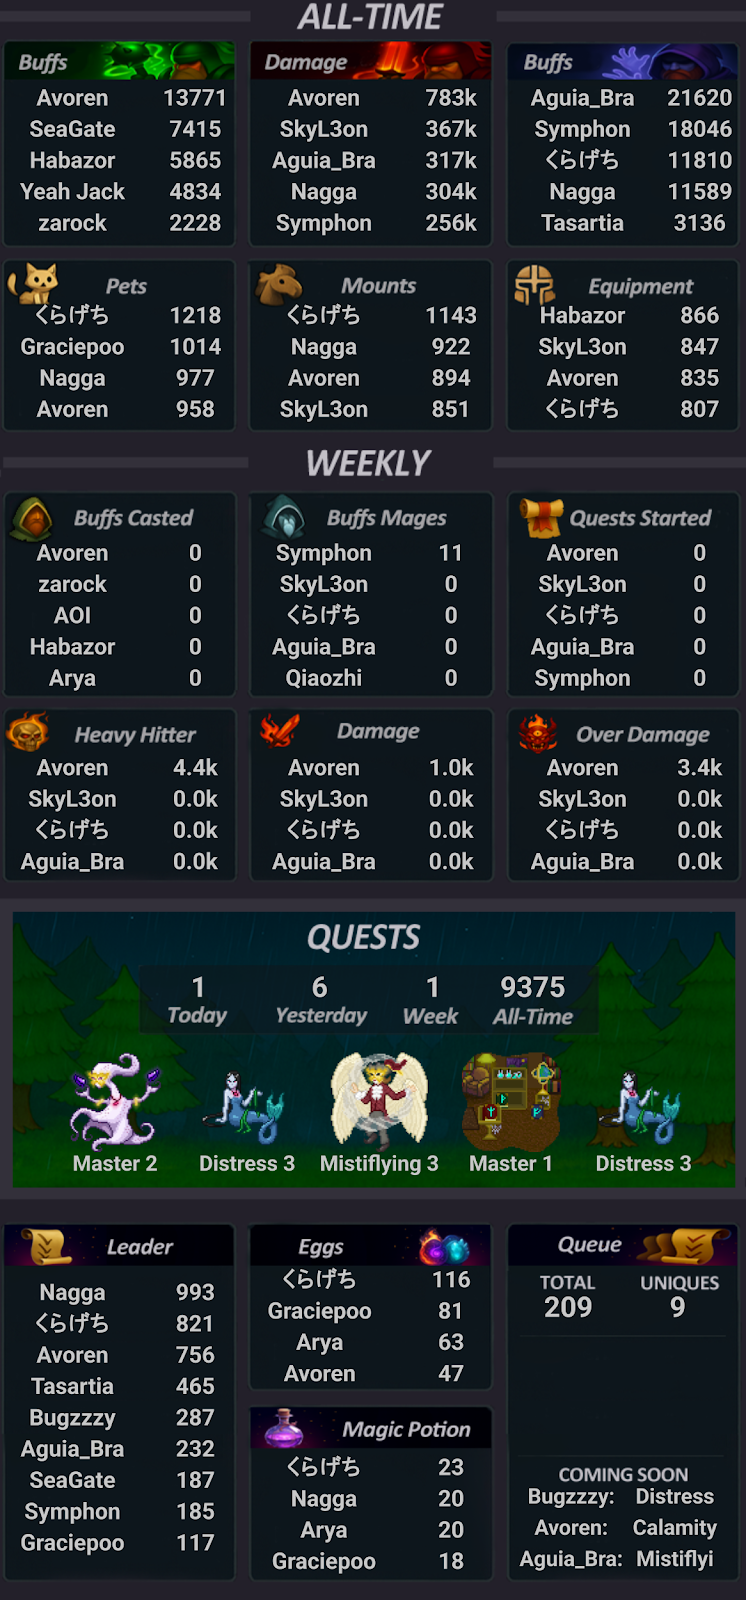 ALL-TIME
Buffs
Avoren 13771
SeaGate 7415
Habazor 5865
Yeah Jack 4834
zarock 2228
Damage
Avoren 783k
SkyL3on 367k
Aguia_Bra 317k
Nagga 304k
Symphon 256k
Buffs
Aguia_Bra 21620
Symphon 18046
くらげち 11810
Nagga 11589
Tasartia 3136
Pets
くらげち 1218
Graciepoo 1014
Nagga 977
Avoren 958
Mounts
くらげち 1143
Nagga 922
Avoren 894
SkyL3on 851
Equipment
Habazor 866
SkyL3on 847
Avoren 835
くらげち 807
WEEKLY
Buffs Casted
Avoren 0
zarock 0
AOI 0
Habazor 0
Arya 0
Buffs Mages
Symphon 11
SkyL3on 0
くらげち 0
Aguia_Bra 0
Qiaozhi 0
Quests Started
Avoren 0
SkyL3on 0
くらげち 0
Aguia_Bra 0
Symphon 0
Heavy Hitter
Avoren 4.4k
SkyL3on 0.0k
くらげち 0.0k
Aguia_Bra 0.0k
Damage
Avoren 1.0k
SkyL3on 0.0k
くらげち 0.0k
Aguia_Bra 0.0k
Over Damage
Avoren 3.4k
SkyL3on 0.0k
くらげち 0.0k
Aguia_Bra 0.0k
QUESTS
1 6 1 9375
Today Yesterday Week All-Time
Master 2 Distress 3 Mistiflying 3 Master 1 Distress 3
Leader
Nagga 993
くらげち 821
Avoren 756
Tasartia 465
Bugzzzy 287
Aguia_Bra 232
SeaGate 187
Symphon 185
Graciepoo 117
Eggs
くらげち 116
Graciepoo 81
Arya 63
Avoren 47
Magic Potion
くらげち 23
Nagga 20
Arya 20
Graciepoo 18
Queue
TOTAL UNIQUES
209 9
COMING SOON
Bugzzzy: Distress
Avoren: Calamity
Aguia_Bra: Mistiflyi